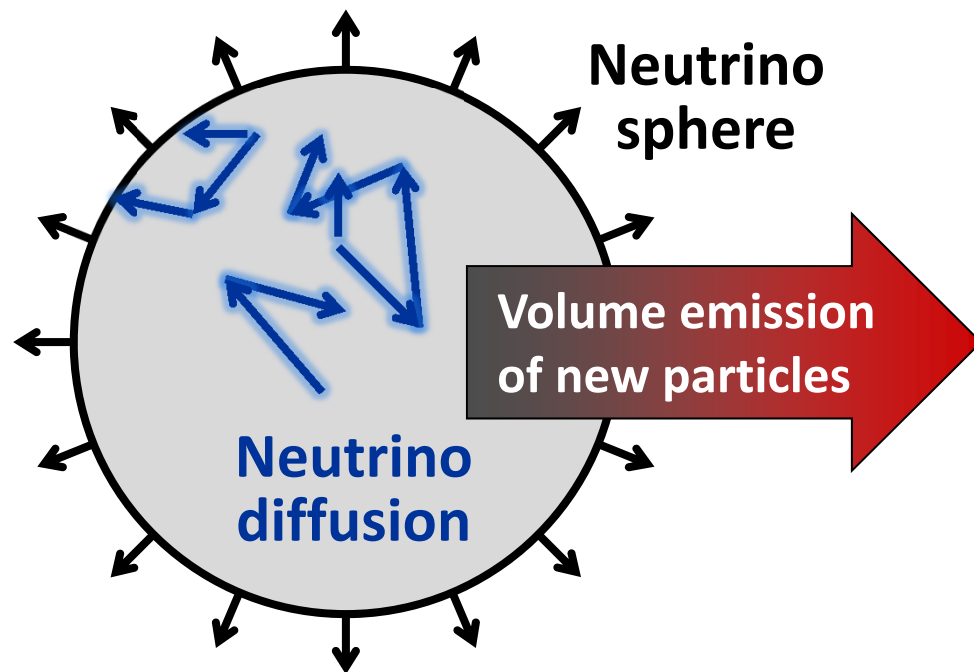 Neutrino
sphere
Volume emission
of new particles
Neutrino
diffusion